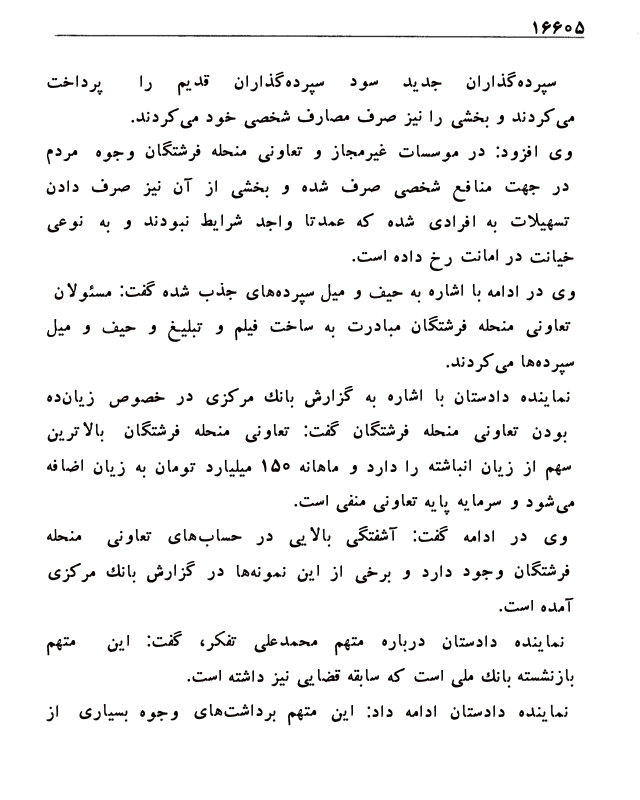 ۱۶۶۰۵
سپرده‌گذاران جدید سود سپرده‌گذاران قدیم را پرداخت
می‌کردند و بخشی را نیز صرف مصارف شخصی خود می‌کردند.
وی افزود: در موسسات غیرمجاز و تعاونی منحله فرشتگان وجوه مردم
در جهت منافع شخصی صرف شده و بخشی از آن نیز صرف دادن
تسهیلات به افرادی شده که عمدتا واجد شرایط نبودند و به نوعی
خیانت در امانت رخ داده است.
وی در ادامه با اشاره به حیف و میل سپرده‌های جذب شده گفت: مسئولان
تعاونی منحله فرشتگان مبادرت به ساخت فیلم و تبلیغ و حیف و میل
سپرده‌ها می‌کردند.
نماینده دادستان با اشاره به گزارش بانک مرکزی در خصوص زیان‌ده
بودن تعاونی منحله فرشتگان گفت: تعاونی منحله فرشتگان بالاترین
سهم از زیان انباشته را دارد و ماهانه ۱۵۰ میلیارد تومان به زیان اضافه
می‌شود و سرمایه پایه تعاونی منفی است.
وی در ادامه گفت: آشفتگی بالایی در حساب‌های تعاونی منحله
فرشتگان وجود دارد و برخی از این نمونه‌ها در گزارش بانک مرکزی
آمده است.
نماینده دادستان درباره متهم محمدعلی تفکر، گفت: این متهم
بازنشسته بانک ملی است که سابقه قضایی نیز داشته است.
نماینده دادستان ادامه داد: این متهم برداشت‌های وجوه بسیاری از